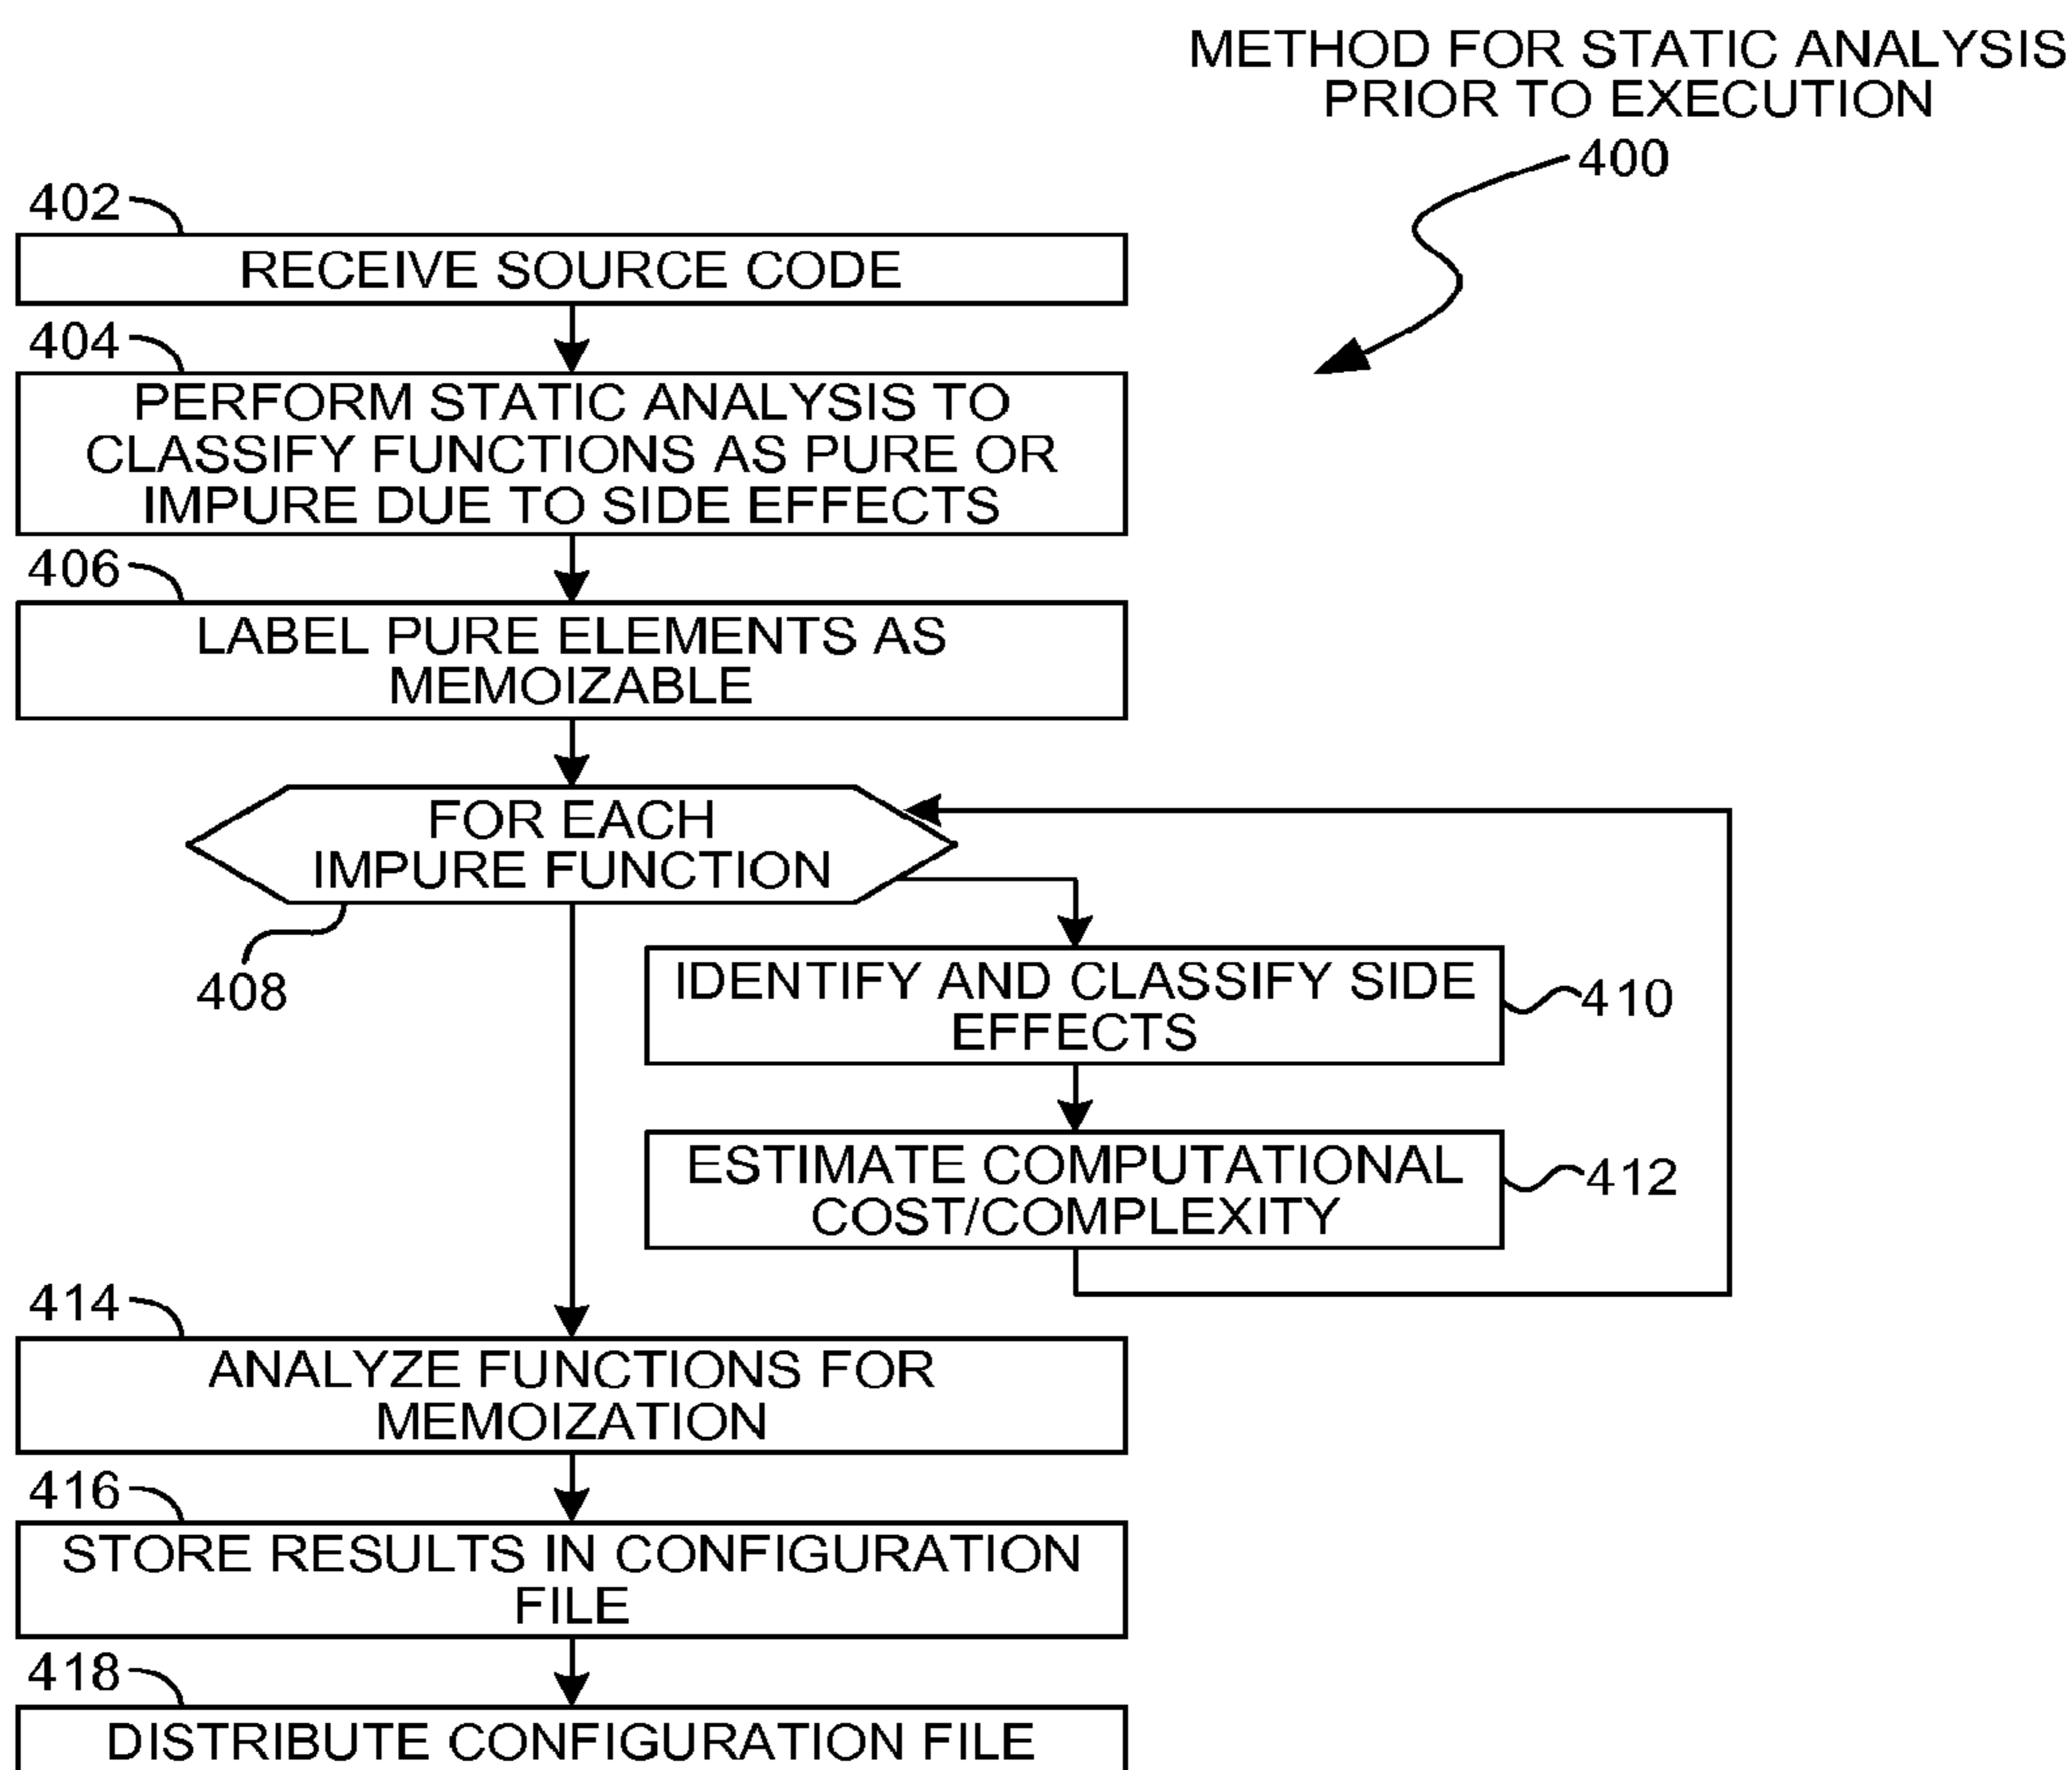 METHOD FOR STATIC ANALYSIS
PRIOR TO EXECUTION
400
402
RECEIVE SOURCE CODE
404
PERFORM STATIC ANALYSIS TO
CLASSIFY FUNCTIONS AS PURE OR
IMPURE DUE TO SIDE EFFECTS
406
LABEL PURE ELEMENTS AS
MEMOIZABLE
FOR EACH
IMPURE FUNCTION
408
IDENTIFY AND CLASSIFY SIDE
EFFECTS
410
ESTIMATE COMPUTATIONAL
COST/COMPLEXITY
412
414
ANALYZE FUNCTIONS FOR
MEMOIZATION
416
STORE RESULTS IN CONFIGURATION
FILE
418
DISTRIBUTE CONFIGURATION FILE